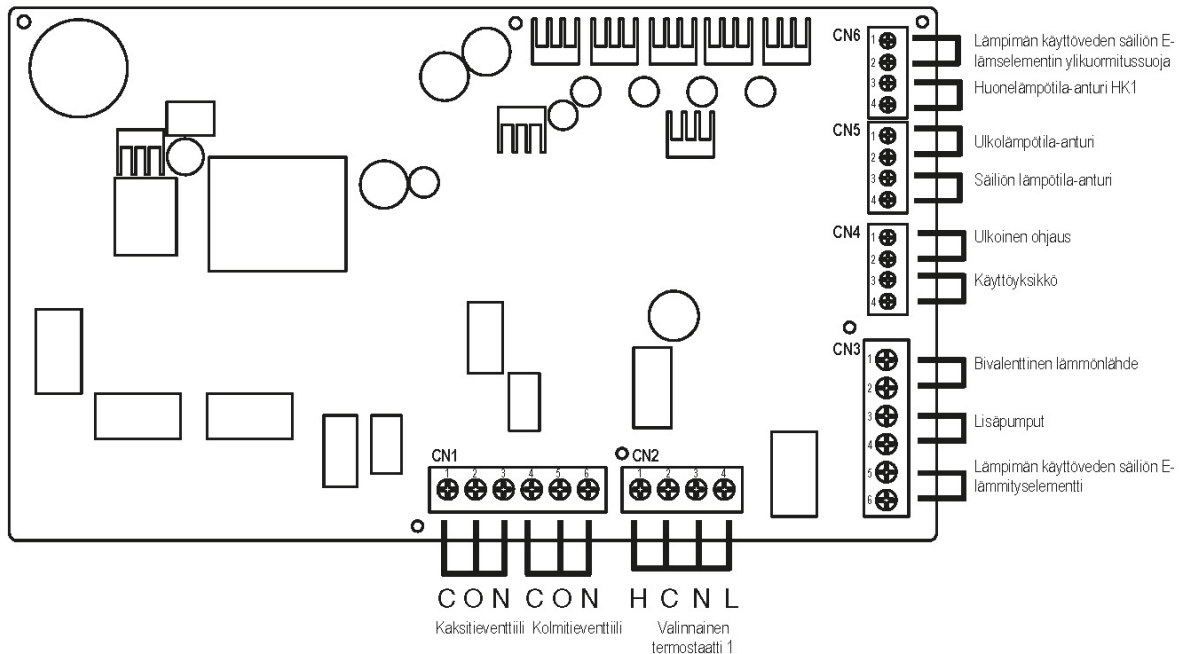 CN6
1
2
3
4
Lämpimän käyttöveden säiliön E-
lämselementin ylikuormitussuoja
Huonelämpötila-anturi HK1
CN5
1
2
3
4
Ulkolämpötila-anturi
Säiliön lämpötila-anturi
CN4
1
2
3
4
Ulkoinen ohjaus
Käyttöyksikkö
CN3
1
2
3
4
5
6
Bivalenttinen lämmönlähde
Lisäpumput
Lämpimän käyttöveden säiliön E-
lämmityselementti
CN1
1 2 3 4 5 6
CN2
1 2 3 4
C O N C O N H C N L
Kaksitieventtiili Kolmitieventtiili Valinnainen
termostaatti 1